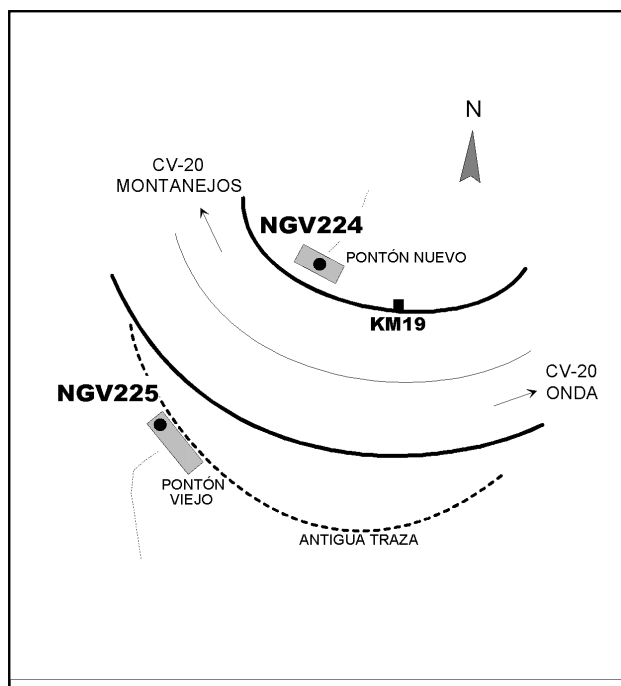 N
CV-20
MONTANEJOS
NGV224
PONTÓN NUEVO
KM19
CV-20
ONDA
NGV225
PONTÓN
VIEJO
ANTIGUA TRAZA